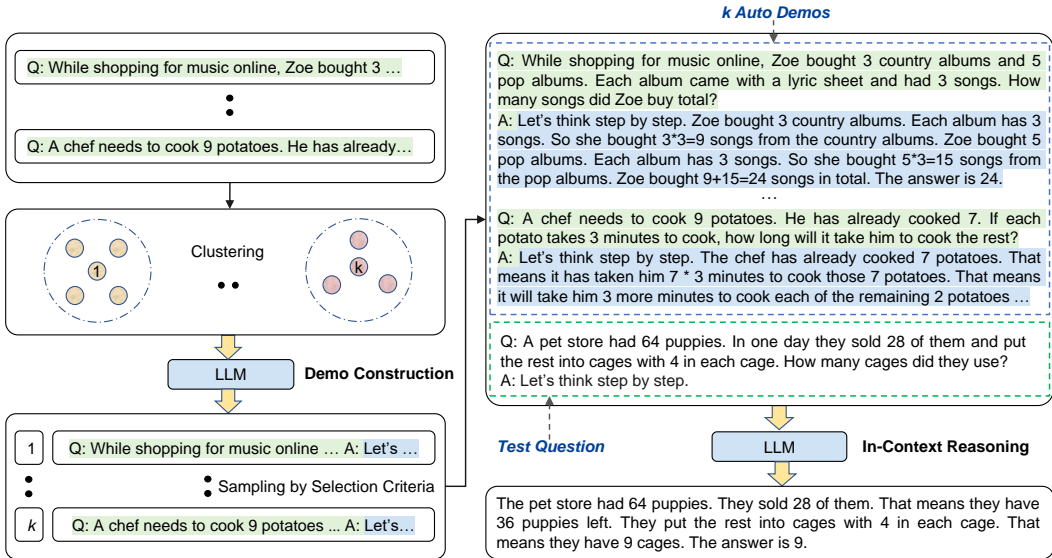 Q: While shopping for music online, Zoe bought 3 …
Q: A chef needs to cook 9 potatoes. He has already…
1
Clustering
k
LLM
Demo Construction
1
Q: While shopping for music online … A: Let's …
Sampling by Selection Criteria
k
Q: A chef needs to cook 9 potatoes ... A: Let's…
k Auto Demos
Q: While shopping for music online, Zoe bought 3 country albums and 5
pop albums. Each album came with a lyric sheet and had 3 songs. How
many songs did Zoe buy total?
A: Let's think step by step. Zoe bought 3 country albums. Each album has 3
songs. So she bought 3*3=9 songs from the country albums. Zoe bought 5
pop albums. Each album has 3 songs. So she bought 5*3=15 songs from
the pop albums. Zoe bought 9+15=24 songs in total. The answer is 24.
…
Q: A chef needs to cook 9 potatoes. He has already cooked 7. If each
potato takes 3 minutes to cook, how long will it take him to cook the rest?
A: Let's think step by step. The chef has already cooked 7 potatoes. That
means it has taken him 7 * 3 minutes to cook those 7 potatoes. That means
it will take him 3 more minutes to cook each of the remaining 2 potatoes …
Q: A pet store had 64 puppies. In one day they sold 28 of them and put
the rest into cages with 4 in each cage. How many cages did they use?
A: Let's think step by step.
Test Question
LLM
In-Context Reasoning
The pet store had 64 puppies. They sold 28 of them. That means they have
36 puppies left. They put the rest into cages with 4 in each cage. That
means they have 9 cages. The answer is 9.